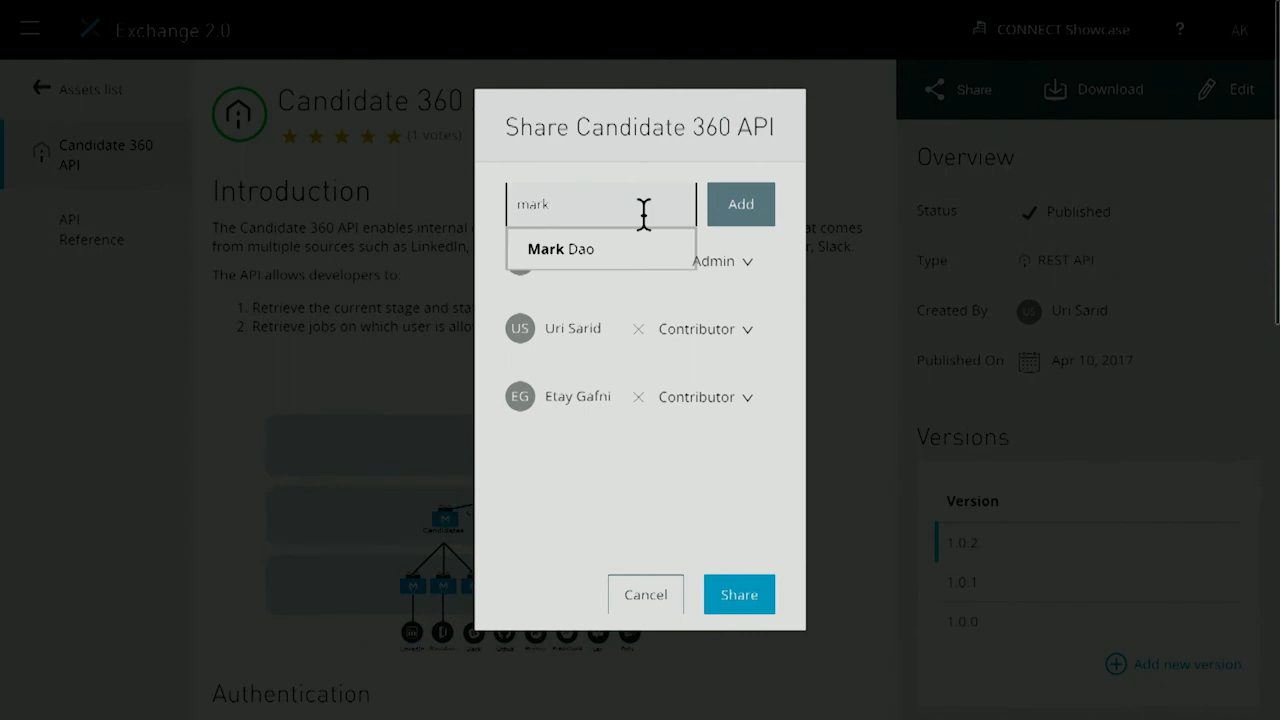 Exchange 2.0
CONNECT Showcase
?
AK
Assets list
Candidate 360
API
API
Reference
Candidate 360
(1 votes)
Introduction
The Candidate 360 API enables internal
from multiple sources such as LinkedIn,
The API allows developers to:
1. Retrieve the current stage and
2. Retrieve jobs on which user is
at comes
, Slack.
Candidates
Authentication
Share Candidate 360 API
mark
Add
Mark Dao
Admin
US Uri Sarid
Contributor
EG Etay Gafni
Contributor
Cancel
Share
Share
Download
Edit
Overview
Status
Published
Type
REST API
Created By
US
Uri Sarid
Published On
Apr 10, 2017
Versions
Version
1.0.2
1.0.1
1.0.0
Add new version